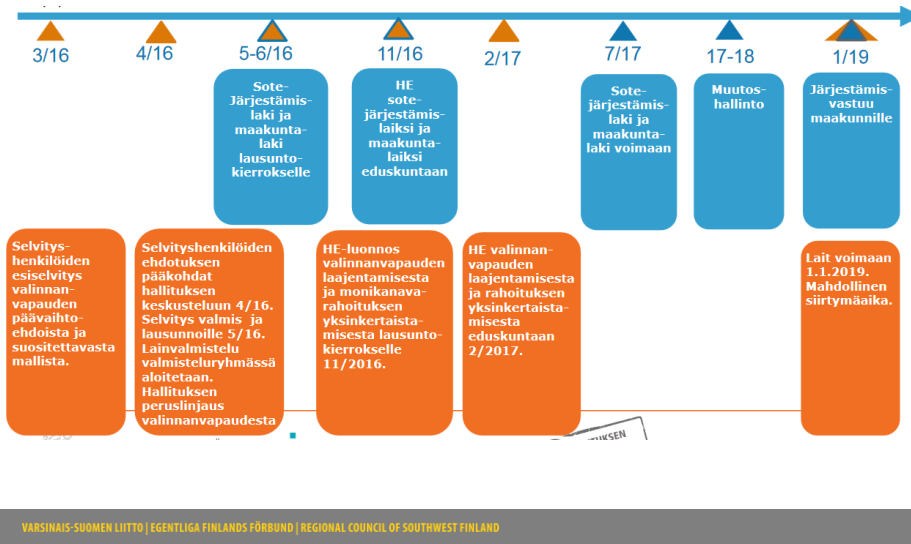 3/16
4/16
5-6/16
11/16
2/17
7/17
17-18
1/19
Sote-
Järjestämis-
laki ja
maakunta-
laki
lausunto-
kierrokselle
HE
sote-
järjestämis-
laiksi ja
maakunta-
laiksi
eduskuntaan
Sote-
järjestämis-
laki ja
maakunta-
laki voimaan
Muutos-
hallinto
Järjestämis-
vastuu
maakunnille
Selvitys-
henkilöiden
esiselvitys
valinnan-
vapauden
päävaihto-
ehdoista ja
suositettavasta
mallista.
Selvityshenkilöiden
ehdotuksen
pääkohdat
hallituksen
keskusteluun 4/16.
Selvitys valmis ja
lausunnoille 5/16.
Lainvalmistelu
valmisteluryhmässä
aloitetaan.
Hallituksen
peruslinjaus
valinnanvapaudesta
HE-luonnos
valinnanvapauden
laajentamisesta
ja monikanava-
rahoituksen
yksinkertaista-
misesta lausunto-
kierrokselle
11/2016.
HE valinnan-
vapauden
laajentamisesta
ja rahoituksen
yksinkertaista-
misesta
eduskuntaan
2/2017.
Lait voimaan
1.1.2019.
Mahdollinen
siirtymäaika.
VARSINAIS-SUOMEN LIITTO | EGENTLIGA FINLANDS FÖRBUND | REGIONAL COUNCIL OF SOUTHWEST FINLAND